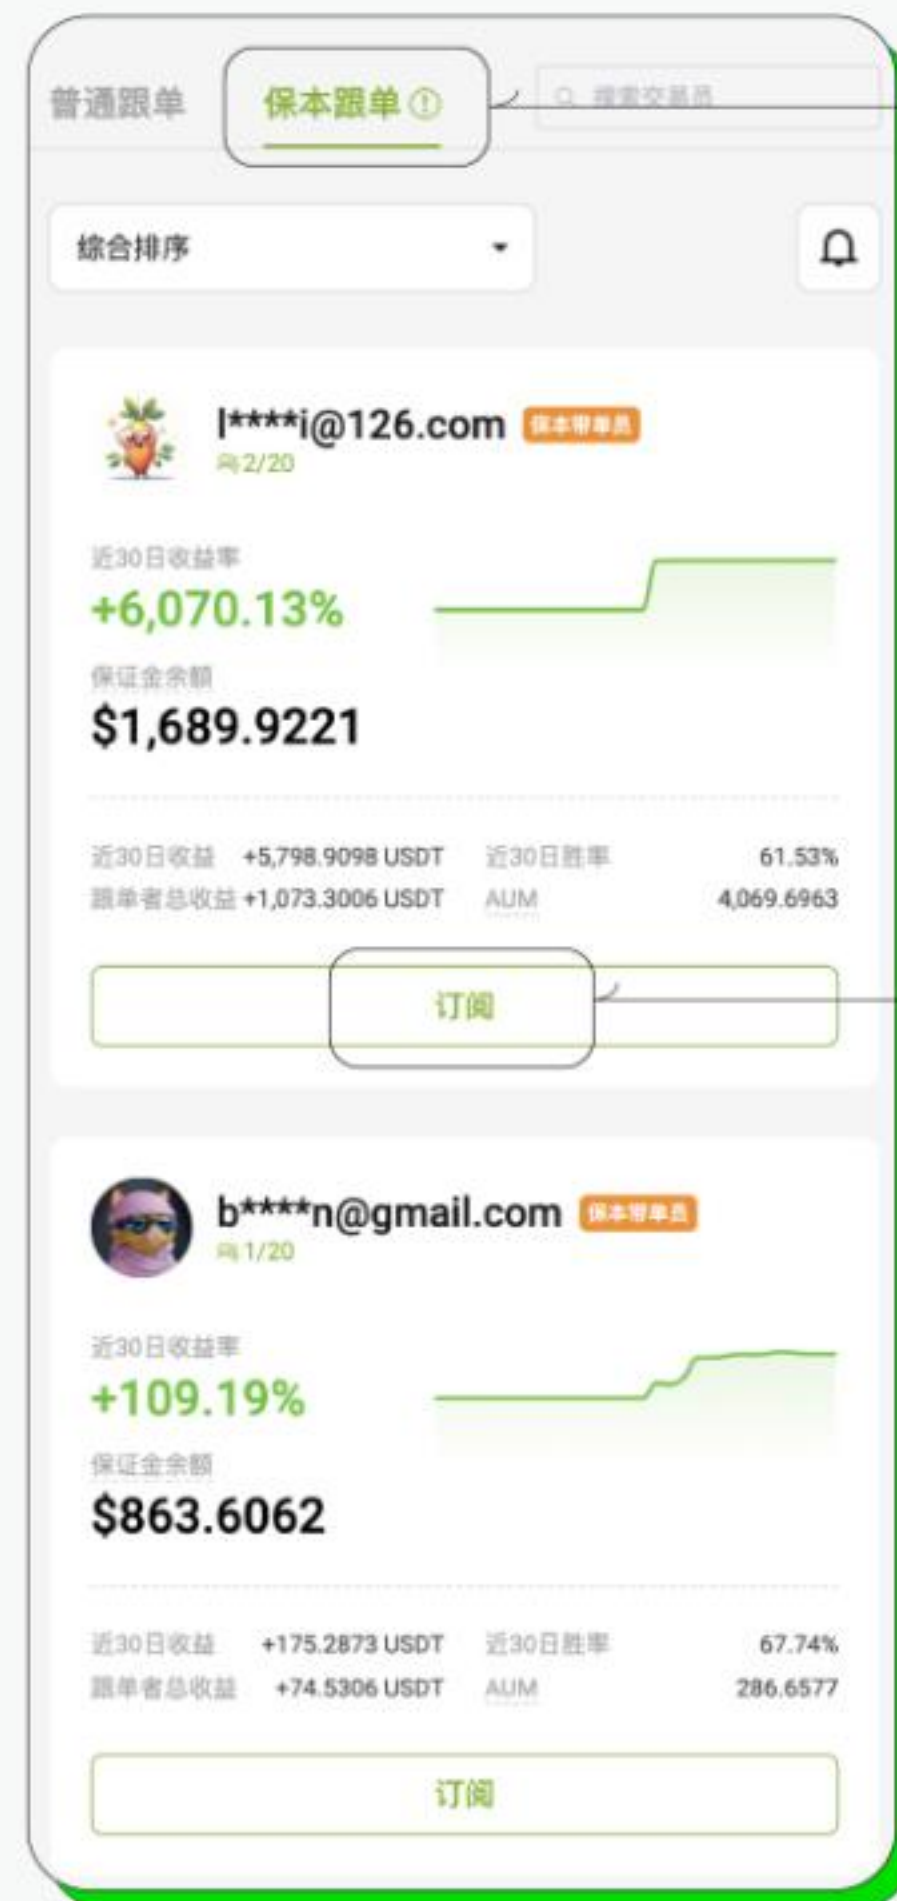 普通跟单 保本跟单 搜索交易员
综合排序
l****i@126.com 保本带单员
2/20
近30日收益率
+6,070.13%
保证金余额
$1,689.9221
近30日收益 +5,798.9098 USDT 近30日胜率 61.53%
跟单者总收益 +1,073.3006 USDT AUM 4,069.6963
订阅
b****n@gmail.com 保本带单员
1/20
近30日收益率
+109.19%
保证金余额
$863.6062
近30日收益 +175.2873 USDT 近30日胜率 67.74%
跟单者总收益 +74.5306 USDT AUM 286.6577
订阅